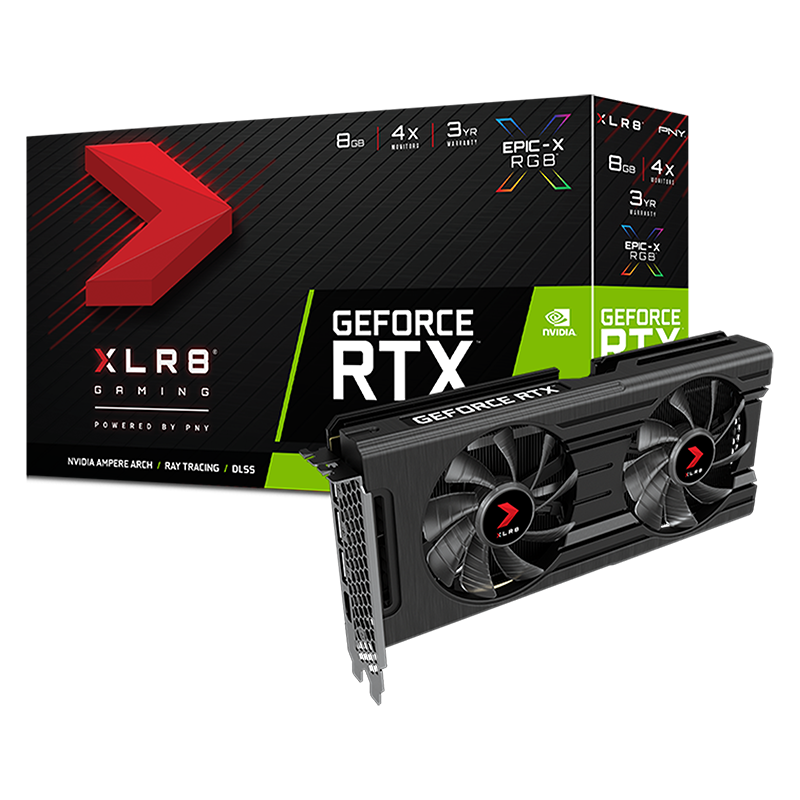 8GB | 4X MONITORS | 3YR WARRANTY
EPIC-X
RGB
XLR8®
GAMING
POWERED BY PNY
GEFORCE
RTX™
NVIDIA
NVIDIA AMPERE ARCH / RAY TRACING / DLSS
XLR8® PNY
8GB | 4X MONITORS
3YR
WARRANTY
EPIC-X
RGB
GEFORCE
RTX
GEFORCE RTX
XLR8
XLR8